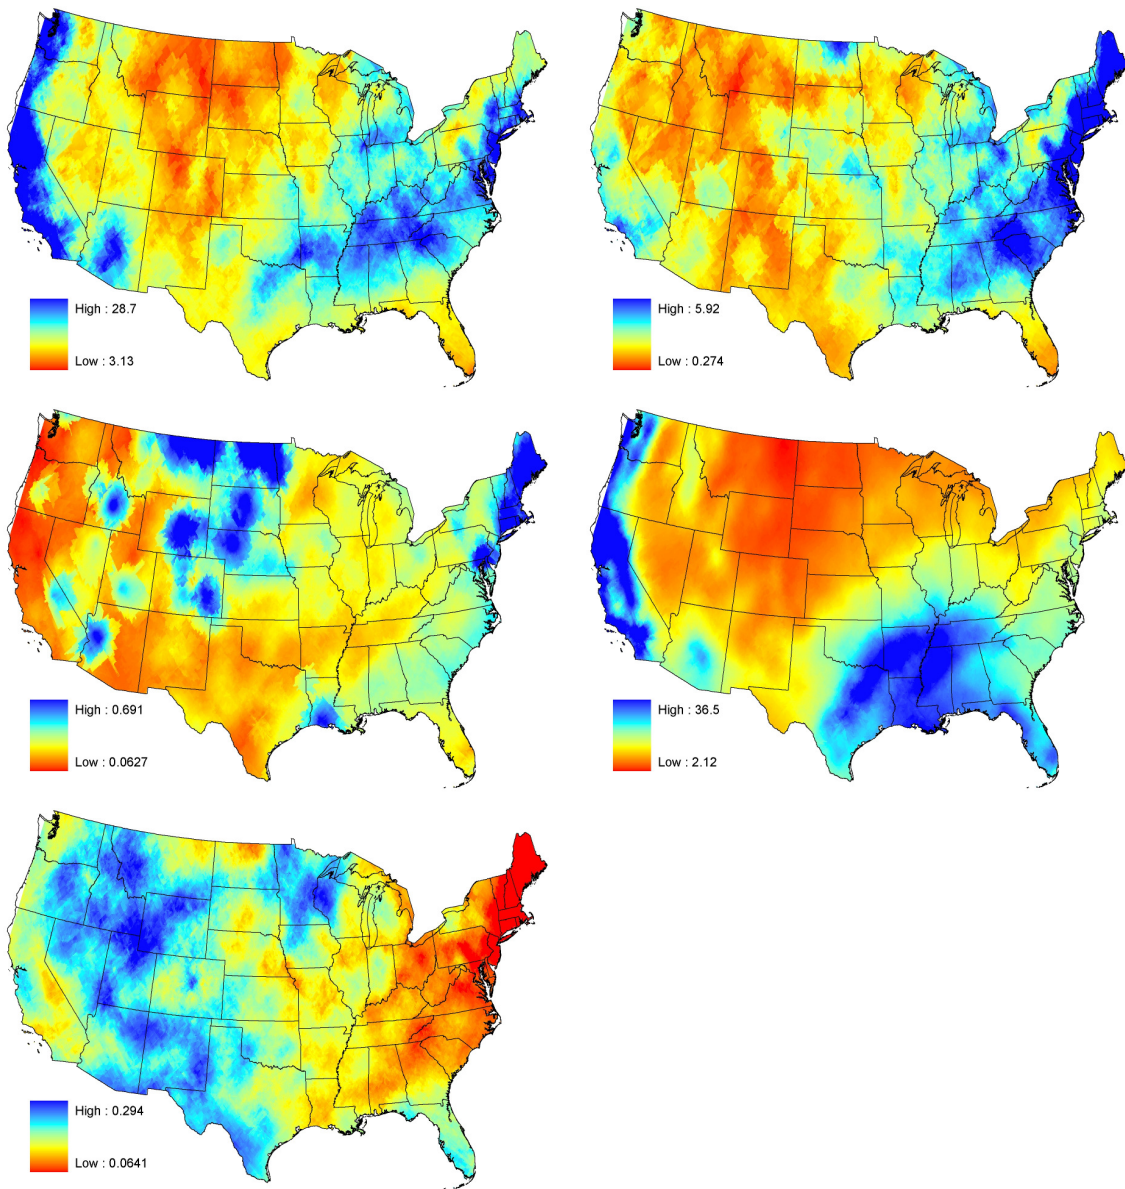 High : 28.7
Low : 3.13
High : 5.92
Low : 0.274
High : 0.691
Low : 0.0627
High : 36.5
Low : 2.12
High : 0.294
Low : 0.0641